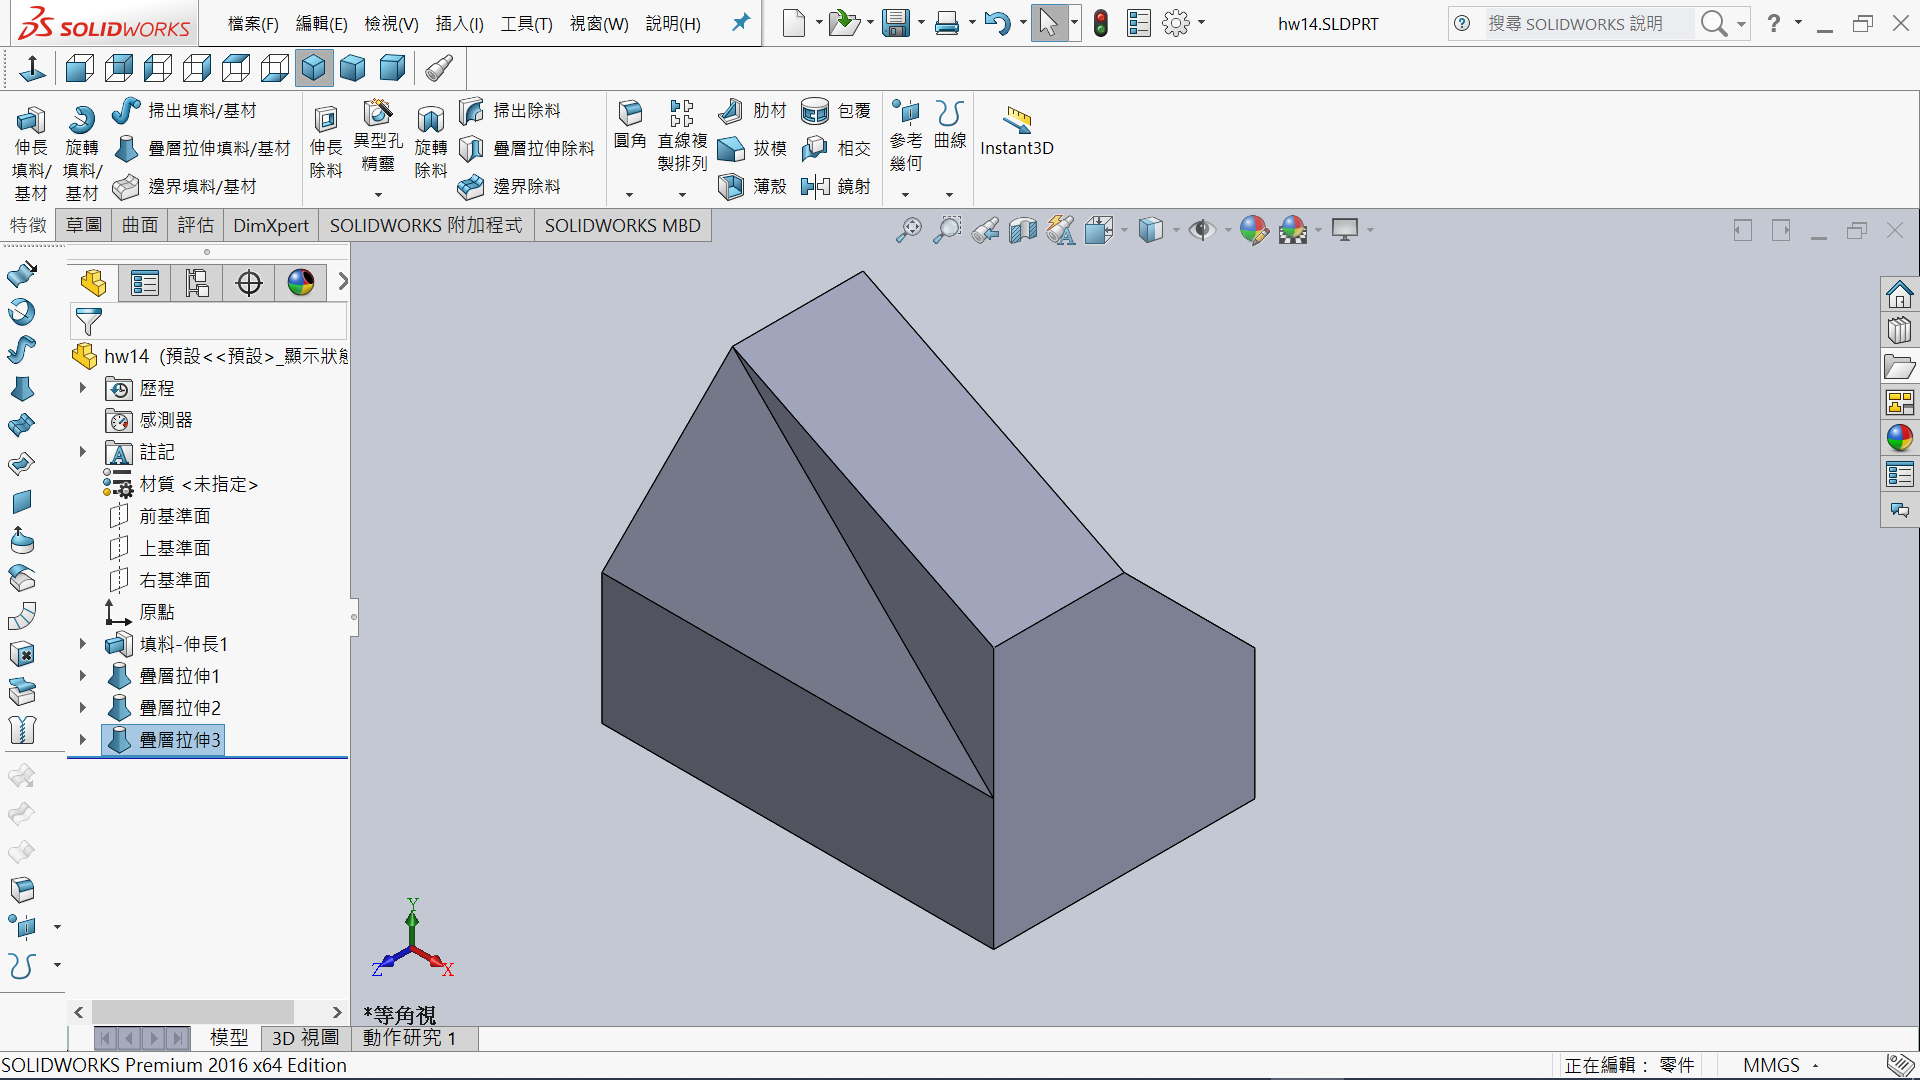 SOLIDWORKS 檔案(F) 編輯(E) 檢視(V) 插入(I) 工具(T) 視窗(W) 說明(H) hw14.SLDPRT 搜尋 SOLIDWORKS 說明
伸長填料/基材
旋轉填料/基材
掃出填料/基材
疊層拉伸填料/基材
邊界填料/基材
伸長除料
異型孔精靈
旋轉除料
掃出除料
疊層拉伸除料
邊界除料
圓角
直線複製排列
肋材
拔模
薄殼
包覆
相交
鏡射
參考幾何
曲線
Instant3D
特徵 草圖 曲面 評估 DimXpert SOLIDWORKS 附加程式 SOLIDWORKS MBD
hw14 (預設<<預設>_顯示狀態
歷程
感測器
註記
材質 <未指定>
前基準面
上基準面
右基準面
原點
填料-伸長1
疊層拉伸1
疊層拉伸2
疊層拉伸3
Y
Z
X
*等角視
模型 3D 視圖 動作研究 1
SOLIDWORKS Premium 2016 x64 Edition 正在編輯： 零件 MMGS